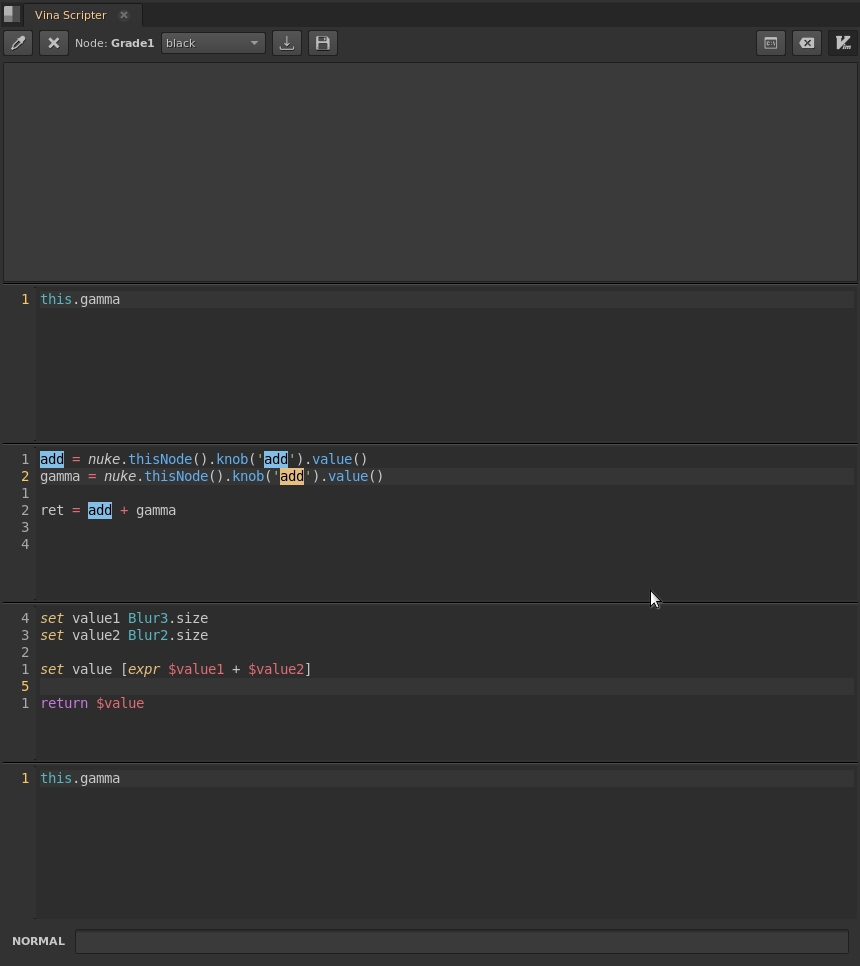 Vina Scripter
Node: Grade1 black
1 this.gamma
1 add = nuke.thisNode().knob('add').value()
2 gamma = nuke.thisNode().knob('add').value()
1
2 ret = add + gamma
3
4
4 set value1 Blur3.size
3 set value2 Blur2.size
2
1 set value [expr $value1 + $value2]
5
1 return $value
1 this.gamma
NORMAL